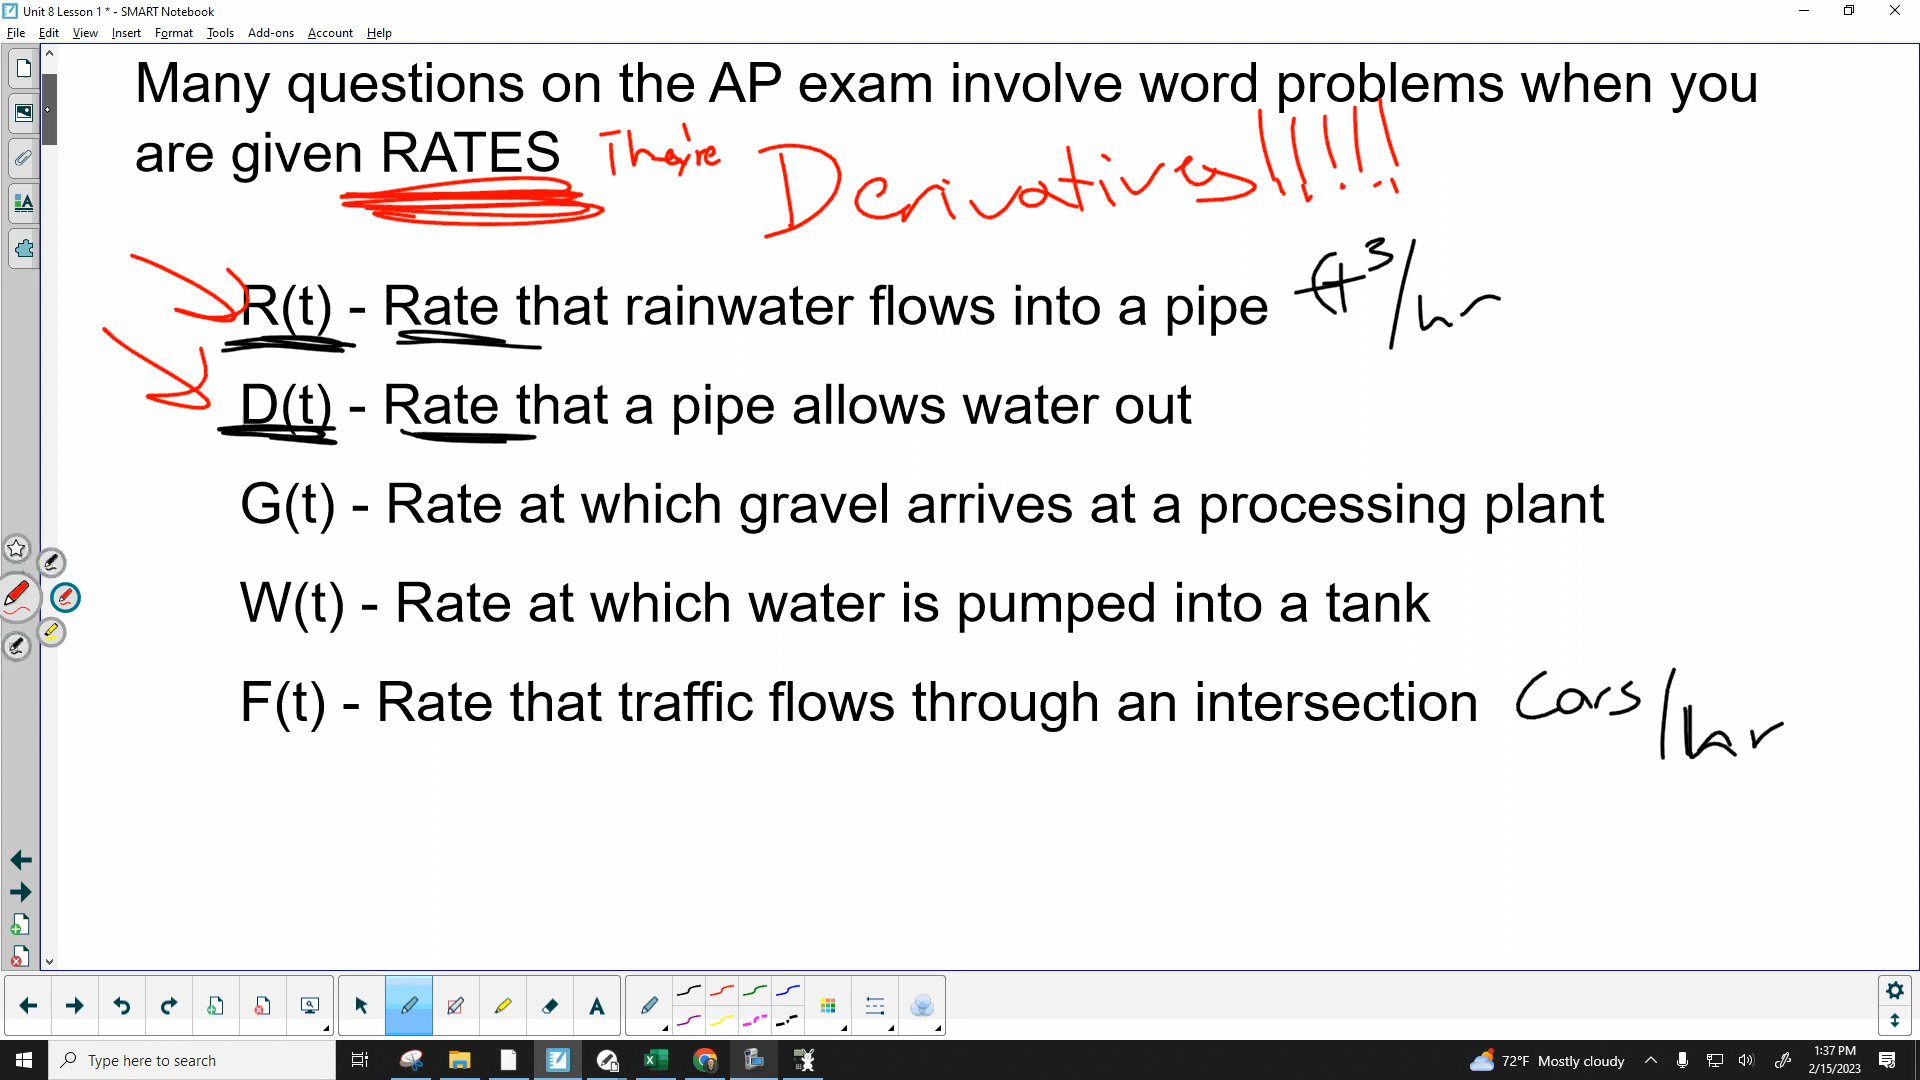 Unit 8 Lesson 1 * - SMART Notebook
File Edit View Insert Format Tools Add-ons Account Help
Many questions on the AP exam involve word problems when you
are given RATES They're Derivatives!!!!!
R(t) - Rate that rainwater flows into a pipe ft³/hr
D(t) - Rate that a pipe allows water out
G(t) - Rate at which gravel arrives at a processing plant
W(t) - Rate at which water is pumped into a tank
F(t) - Rate that traffic flows through an intersection Cars/hr
Type here to search
72°F Mostly cloudy
1:37 PM
2/15/2023